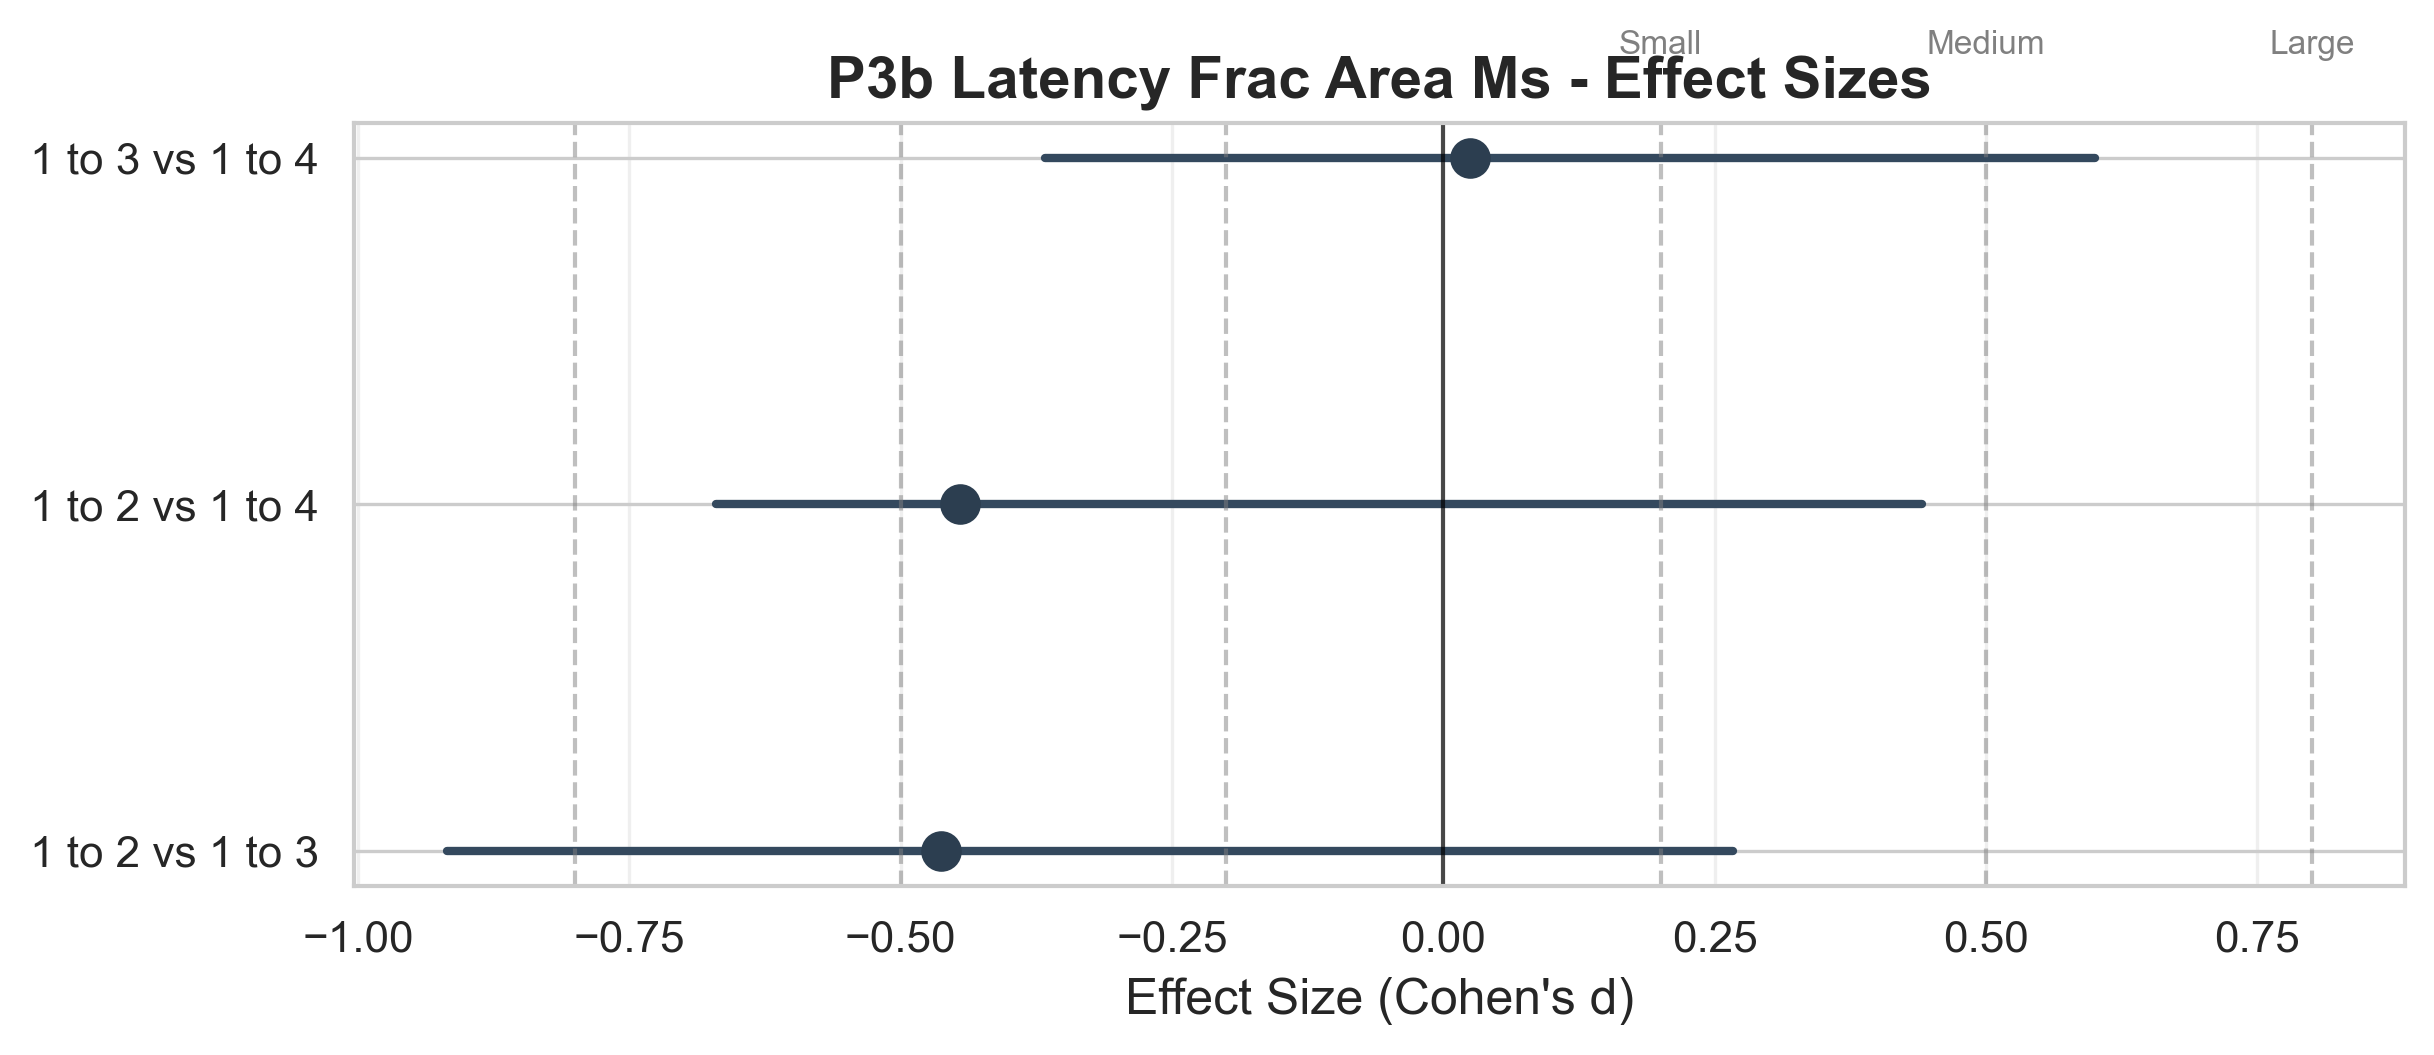 Small Medium Large
P3b Latency Frac Area Ms - Effect Sizes
1 to 3 vs 1 to 4
1 to 2 vs 1 to 4
1 to 2 vs 1 to 3
−1.00 −0.75 −0.50 −0.25 0.00 0.25 0.50 0.75
Effect Size (Cohen's d)